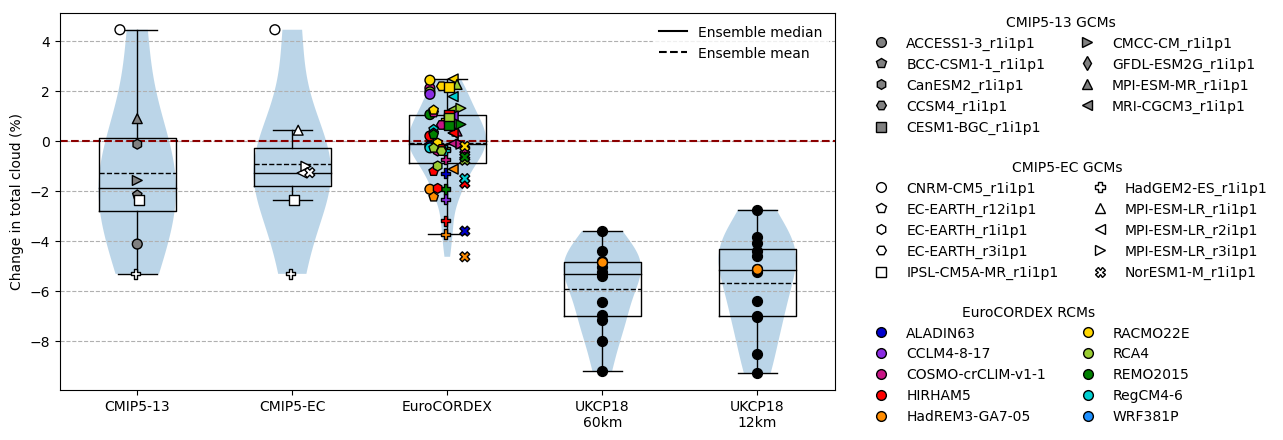 Change in total cloud (%)
4
2
0
−2
−4
−6
−8
Ensemble median
Ensemble mean
CMIP5-13
CMIP5-EC
EuroCORDEX
UKCP18
60km
UKCP18
12km
CMIP5-13 GCMs
ACCESS1-3_r1i1p1
BCC-CSM1-1_r1i1p1
CanESM2_r1i1p1
CCSM4_r1i1p1
CESM1-BGC_r1i1p1
CMCC-CM_r1i1p1
GFDL-ESM2G_r1i1p1
MPI-ESM-MR_r1i1p1
MRI-CGCM3_r1i1p1
CMIP5-EC GCMs
CNRM-CM5_r1i1p1
EC-EARTH_r12i1p1
EC-EARTH_r1i1p1
EC-EARTH_r3i1p1
IPSL-CM5A-MR_r1i1p1
HadGEM2-ES_r1i1p1
MPI-ESM-LR_r1i1p1
MPI-ESM-LR_r2i1p1
MPI-ESM-LR_r3i1p1
NorESM1-M_r1i1p1
EuroCORDEX RCMs
ALADIN63
CCLM4-8-17
COSMO-crCLIM-v1-1
HIRHAM5
HadREM3-GA7-05
RACMO22E
RCA4
REMO2015
RegCM4-6
WRF381P